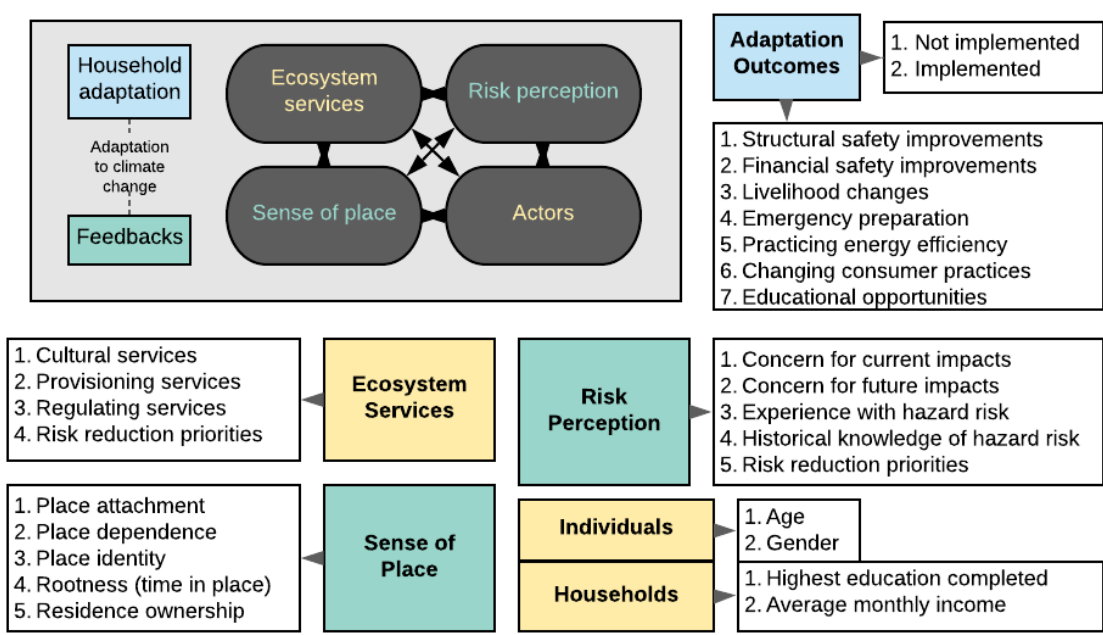 Household
adaptation
Adaptation
to climate
change
Feedbacks
Ecosystem
services
Risk perception
Sense of place
Actors
Adaptation
Outcomes
1. Not implemented
2. Implemented
1. Structural safety improvements
2. Financial safety improvements
3. Livelihood changes
4. Emergency preparation
5. Practicing energy efficiency
6. Changing consumer practices
7. Educational opportunities
1. Cultural services
2. Provisioning services
3. Regulating services
4. Risk reduction priorities
Ecosystem
Services
Risk
Perception
1. Concern for current impacts
2. Concern for future impacts
3. Experience with hazard risk
4. Historical knowledge of hazard risk
5. Risk reduction priorities
1. Place attachment
2. Place dependence
3. Place identity
4. Rootness (time in place)
5. Residence ownership
Sense of
Place
Individuals
1. Age
2. Gender
Households
1. Highest education completed
2. Average monthly income